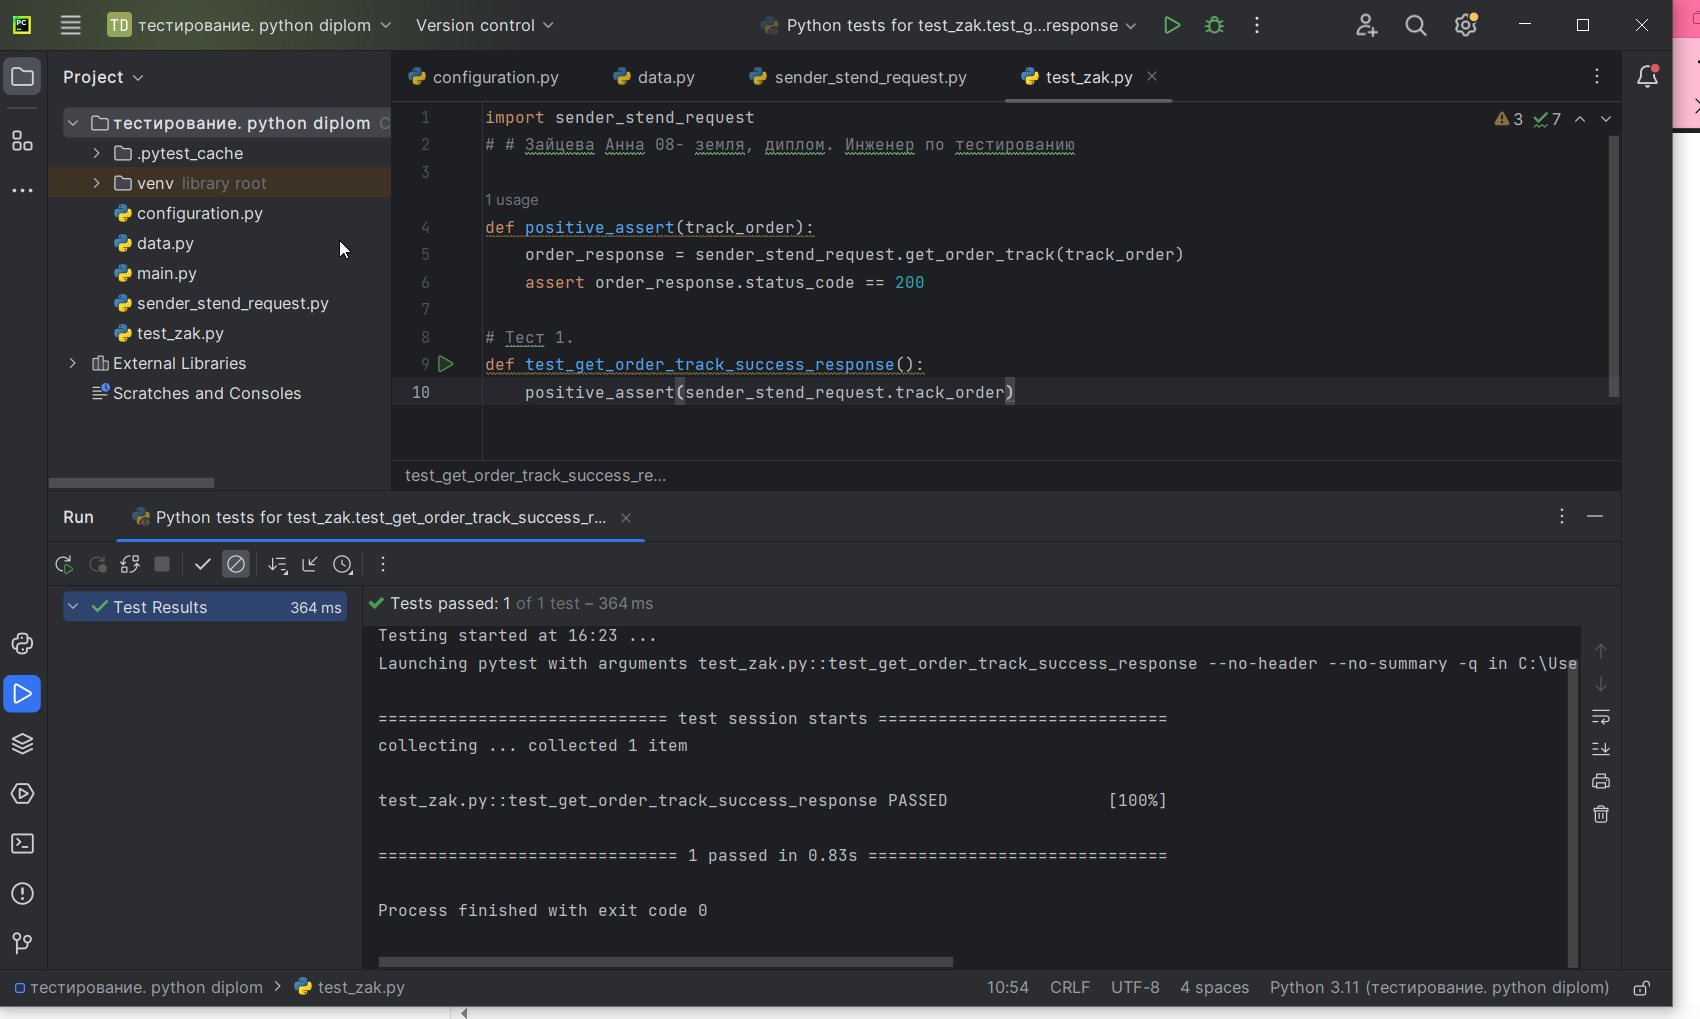 TD тестирование. python diplom Version control Python tests for test_zak.test_g...response
Project
тестирование. python diplom
.pytest_cache
venv library root
configuration.py
data.py
main.py
sender_stend_request.py
test_zak.py
External Libraries
Scratches and Consoles
configuration.py data.py sender_stend_request.py test_zak.py
3 7
1 import sender_stend_request
2 # # Зайцева Анна 08- земля, диплом. Инженер по тестированию
3
1 usage
4 def positive_assert(track_order):
5 order_response = sender_stend_request.get_order_track(track_order)
6 assert order_response.status_code == 200
7
8 # Тест 1.
9 def test_get_order_track_success_response():
10 positive_assert(sender_stend_request.track_order)
test_get_order_track_success_re...
Run Python tests for test_zak.test_get_order_track_success_r...
Test Results 364 ms
Tests passed: 1 of 1 test – 364 ms
Testing started at 16:23 ...
Launching pytest with arguments test_zak.py::test_get_order_track_success_response --no-header --no-summary -q in C:\Use
============================= test session starts =============================
collecting ... collected 1 item
test_zak.py::test_get_order_track_success_response PASSED [100%]
============================== 1 passed in 0.83s ==============================
Process finished with exit code 0
тестирование. python diplom > test_zak.py 10:54 CRLF UTF-8 4 spaces Python 3.11 (тестирование. python diplom)